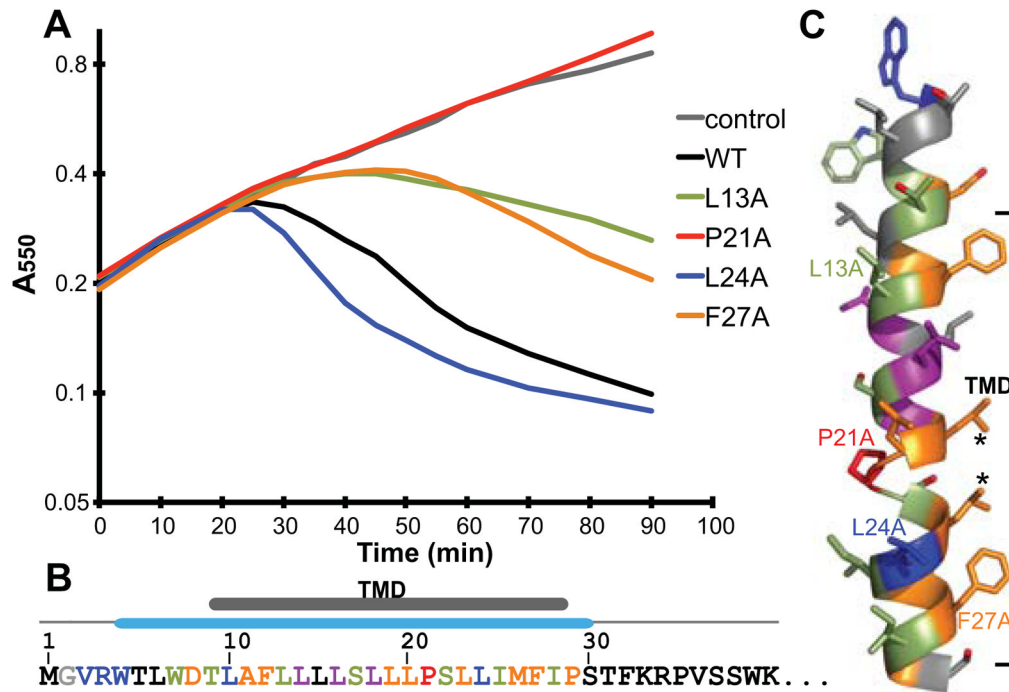 A
0.8
0.4
0.2
0.1
0.05
A550
0 10 20 30 40 50 60 70 80 90 100
Time (min)
control
WT
L13A
P21A
L24A
F27A
B
TMD
1 10 20 30
MGVRWTLWDTLAFLLLLSLLLPSLLIMFIPSTFKRPVSSWK...
C
L13A
TMD
*
P21A
*
L24A
F27A